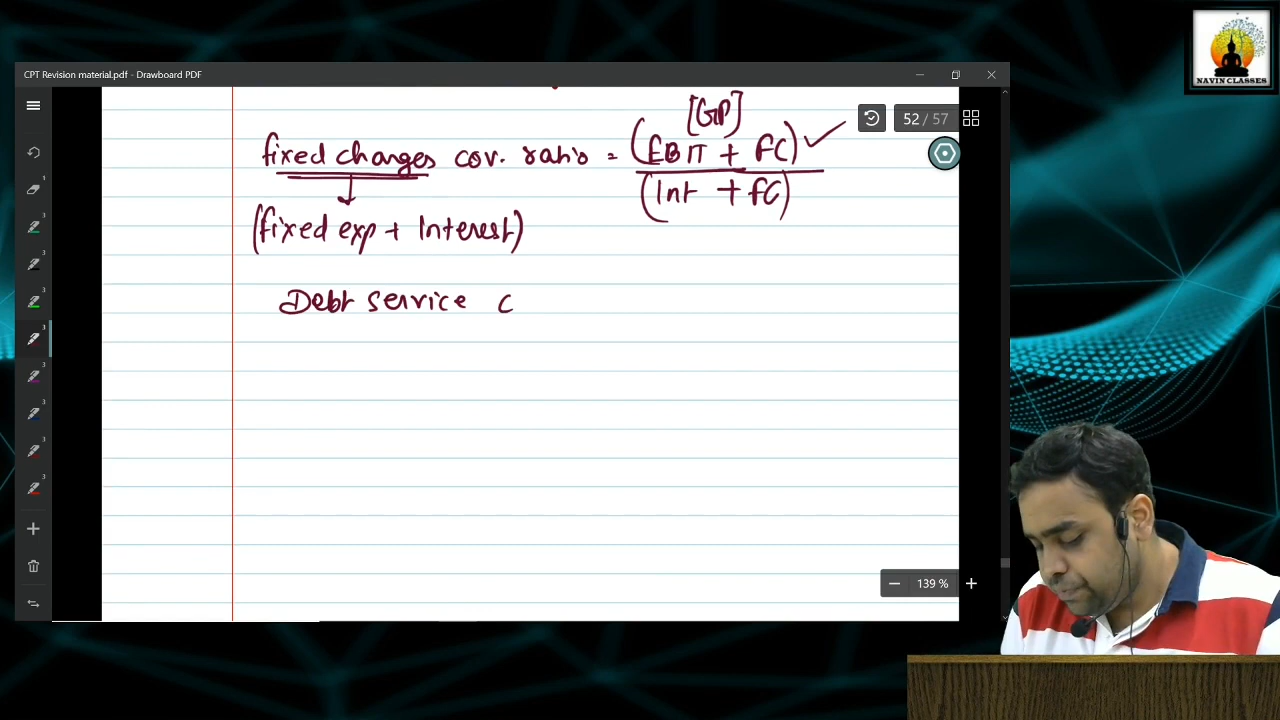 NAVIN CLASSES
CPT Revision material.pdf - Drawboard PDF
52 / 57
[GP]
fixed changes cov. ratio = (EBIT + FC)
(Int + FC)
(fixed exp + Interest)
Debt service c
139 %